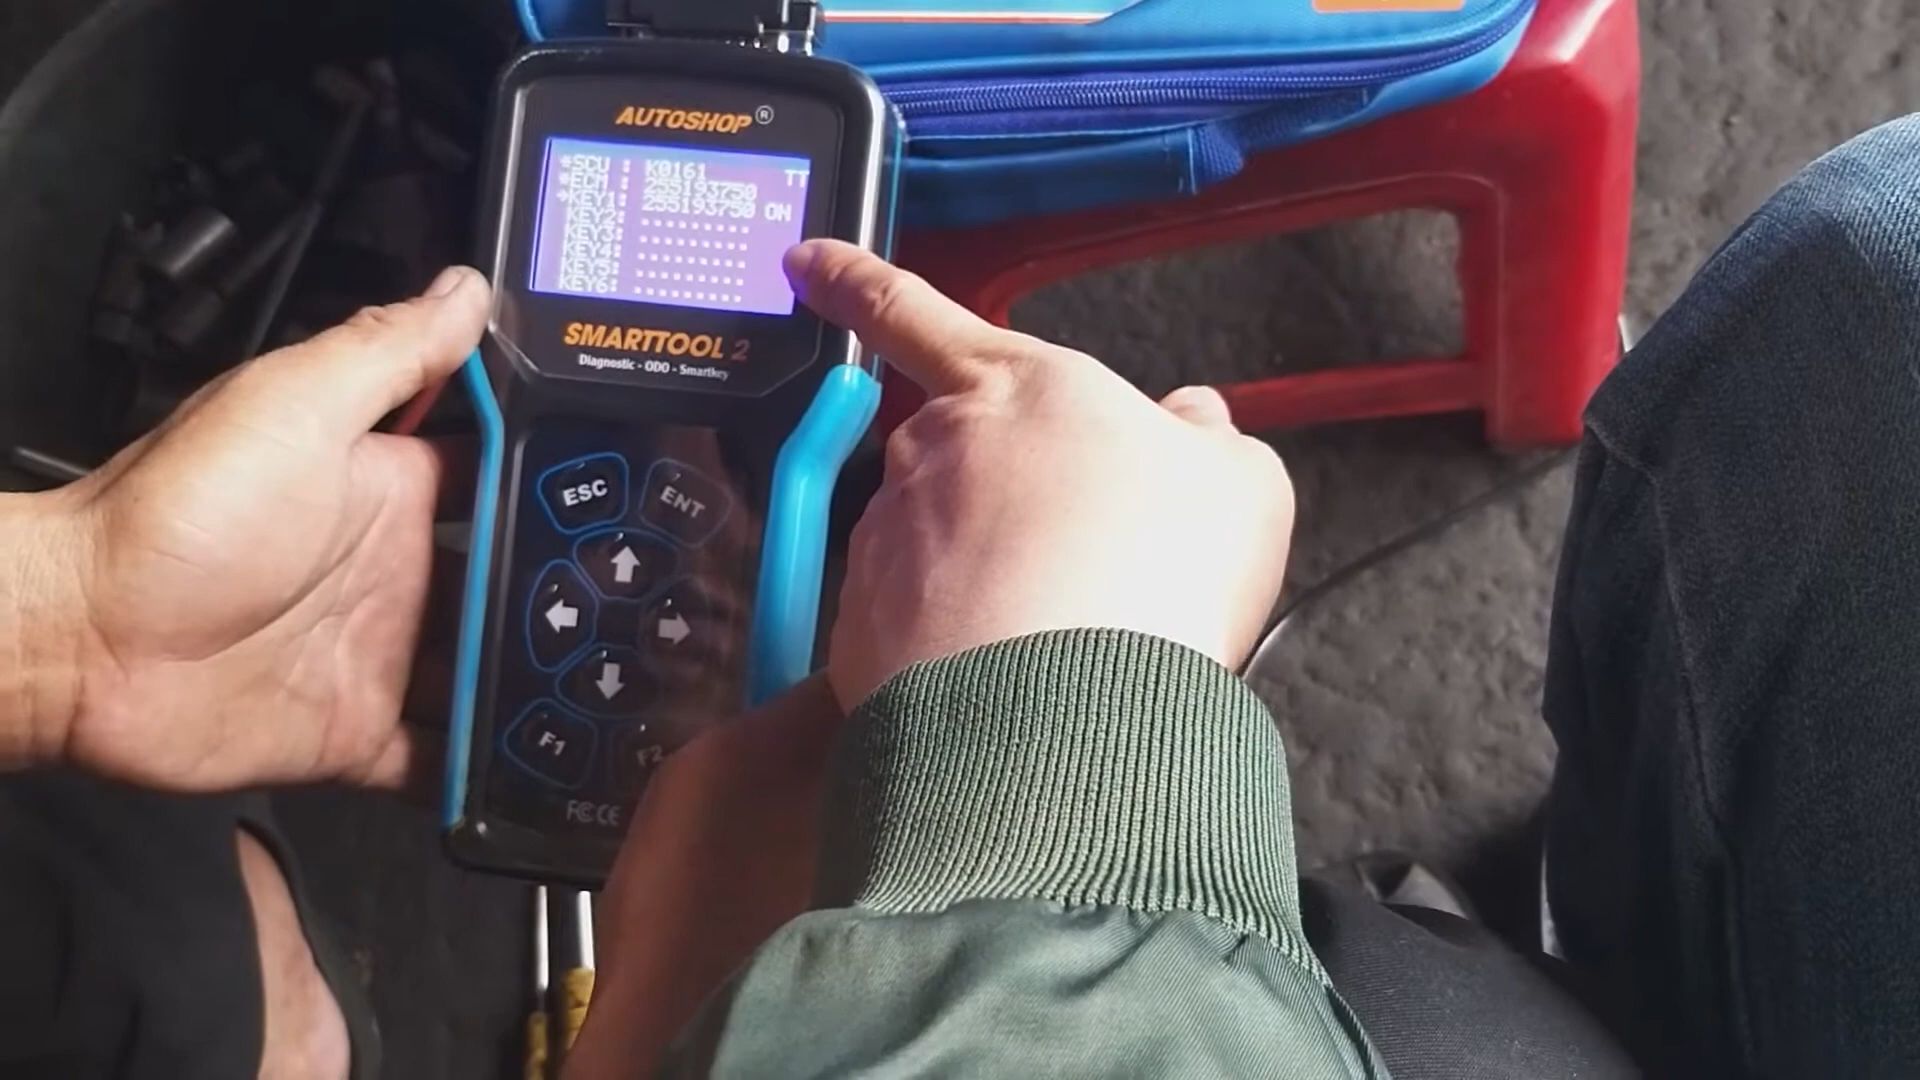 AUTOSHOP®
*SCU : K0161 TT
*ECM : 255193750
→KEY1: 255193750 ON
KEY2: .........
KEY3: .........
KEY4: .........
KEY5: .........
KEY6: .........
SMARTTOOL 2
Diagnostic - ODO - Smartkey
ESC ENT
F1 F2
FC CE